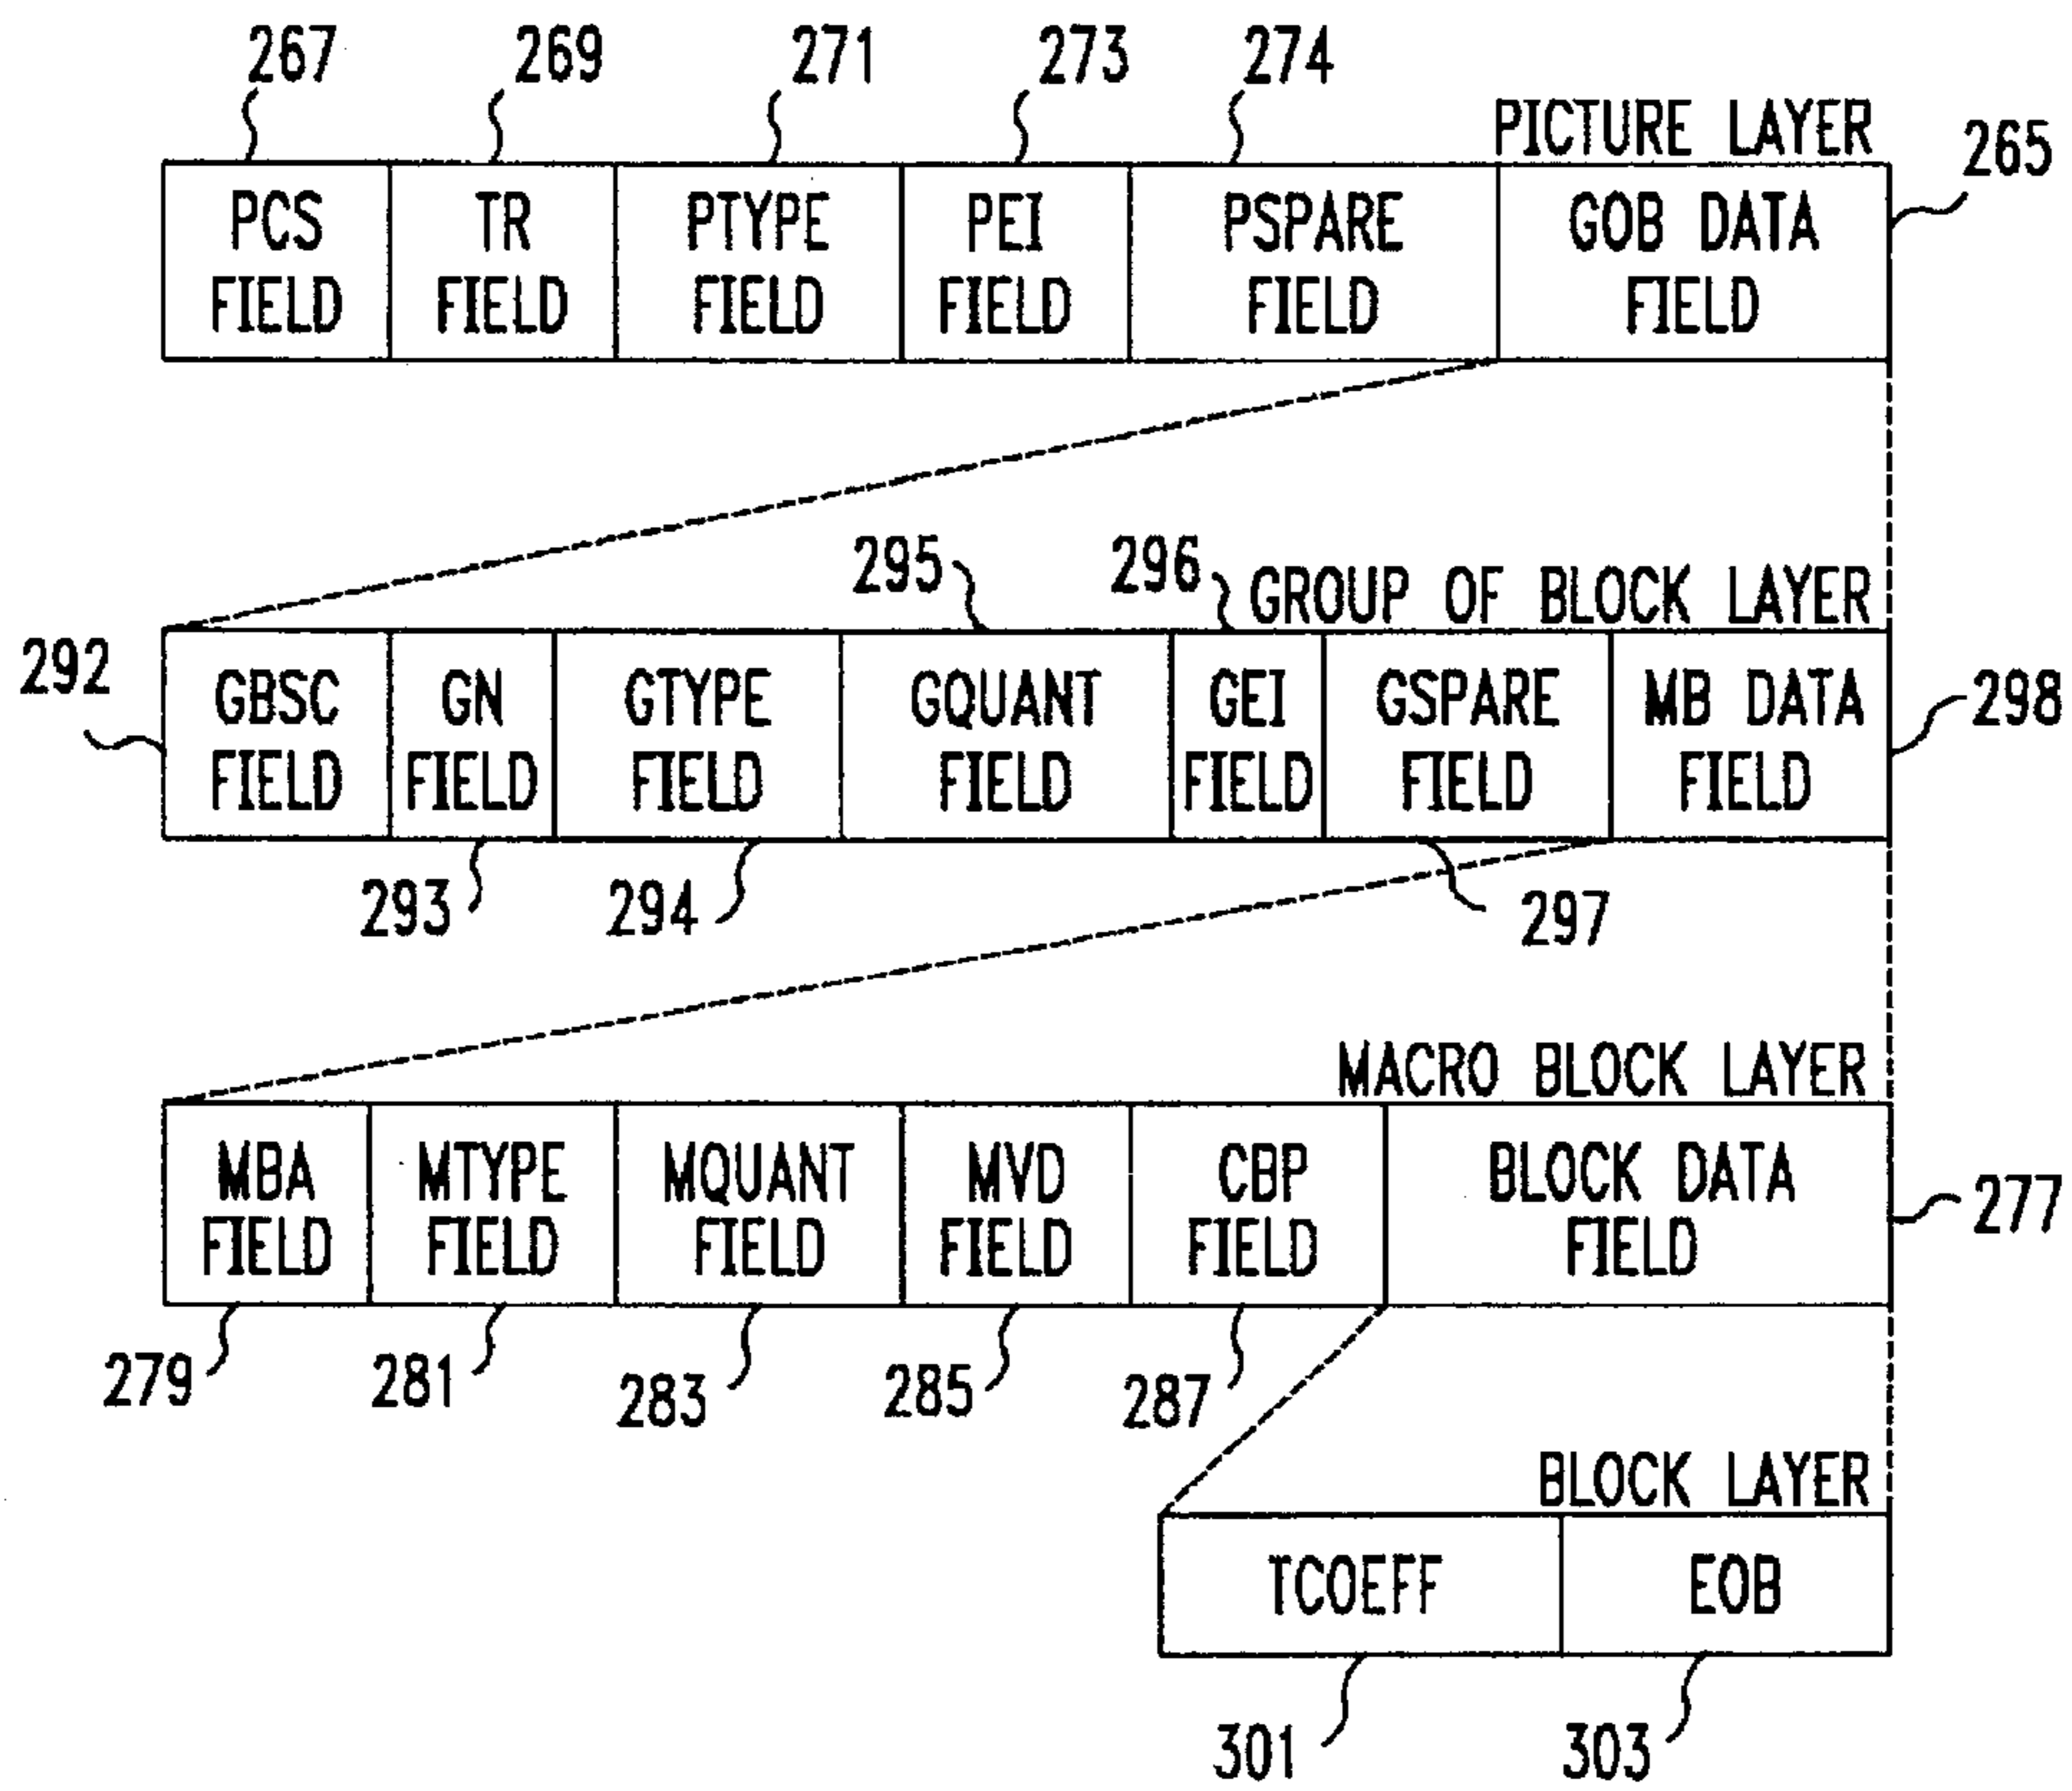 267 269 271 273 274
PICTURE LAYER
265
PCS FIELD
TR FIELD
PTYPE FIELD
PEI FIELD
PSPARE FIELD
GOB DATA FIELD
295 296
GROUP OF BLOCK LAYER
292
GBSC FIELD
GN FIELD
GTYPE FIELD
GQUANT FIELD
GEI FIELD
GSPARE FIELD
MB DATA FIELD
298
293 294 297
MACRO BLOCK LAYER
MBA FIELD
MTYPE FIELD
MQUANT FIELD
MVD FIELD
CBP FIELD
BLOCK DATA FIELD
277
279 281 283 285 287
BLOCK LAYER
TCOEFF
EOB
301 303